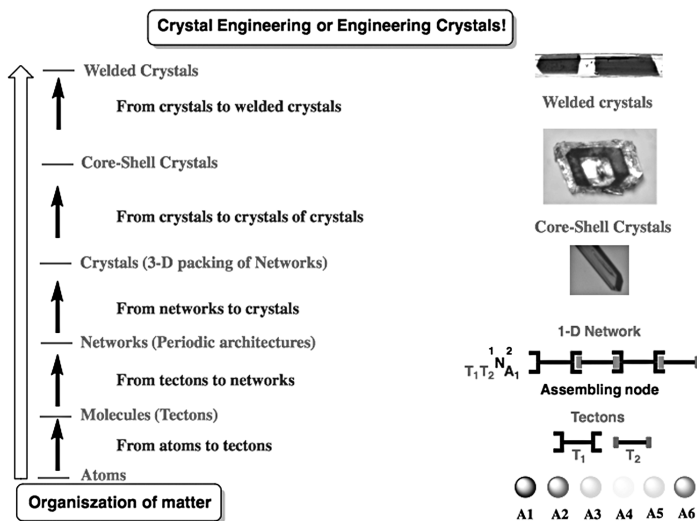 Crystal Engineering or Engineering Crystals!
Welded Crystals
From crystals to welded crystals
Welded crystals
Core-Shell Crystals
From crystals to crystals of crystals
Core-Shell Crystals
Crystals (3-D packing of Networks)
From networks to crystals
1-D Network
Networks (Periodic architectures)
T1T2 1N2A1
Assembling node
From tectons to networks
Molecules (Tectons)
Tectons
From atoms to tectons
T1 T2
Atoms
Organiszation of matter
A1 A2 A3 A4 A5 A6